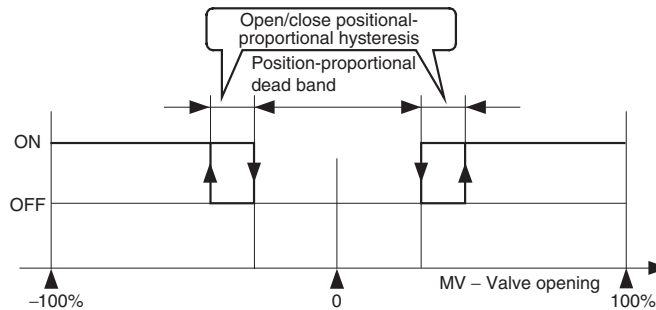 Open/close positional-
proportional hysteresis
Position-proportional
dead band
ON
OFF
MV – Valve opening
–100%
0
100%